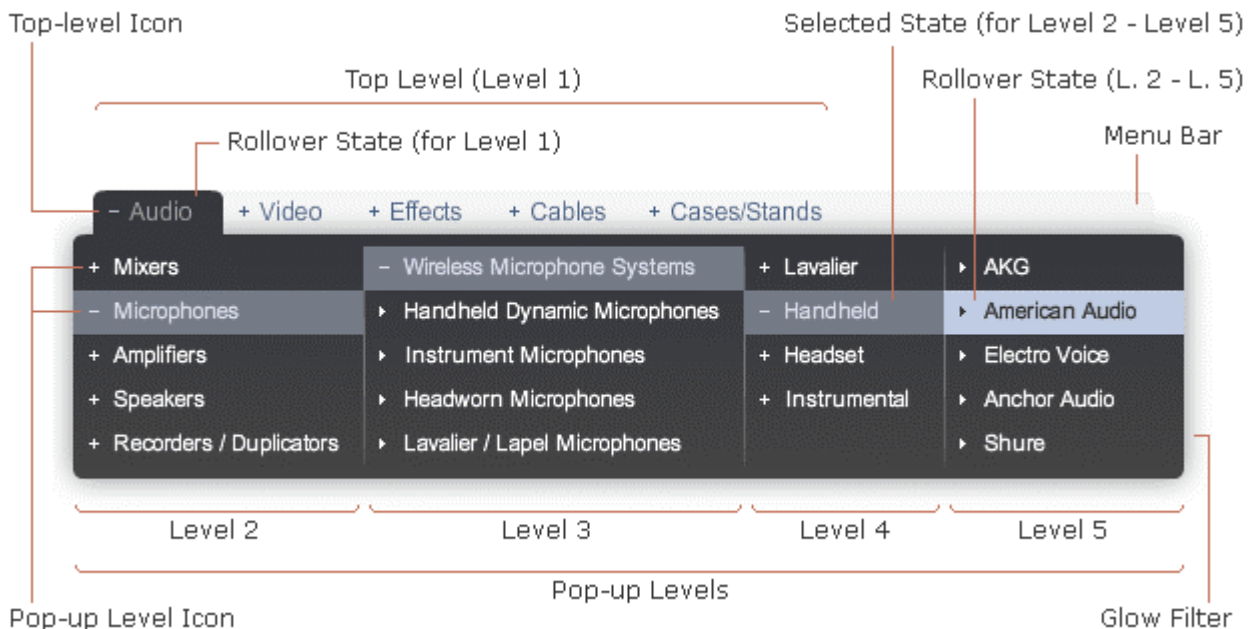 Top-level Icon
Selected State (for Level 2 - Level 5)
Top Level (Level 1)
Rollover State (L. 2 - L. 5)
Rollover State (for Level 1)
Menu Bar
- Audio + Video + Effects + Cables + Cases/Stands
+ Mixers - Wireless Microphone Systems + Lavalier AKG
- Microphones Handheld Dynamic Microphones - Handheld American Audio
+ Amplifiers Instrument Microphones + Headset Electro Voice
+ Speakers Headworn Microphones + Instrumental Anchor Audio
+ Recorders / Duplicators Lavalier / Lapel Microphones Shure
Level 2 Level 3 Level 4 Level 5
Pop-up Levels
Pop-up Level Icon
Glow Filter